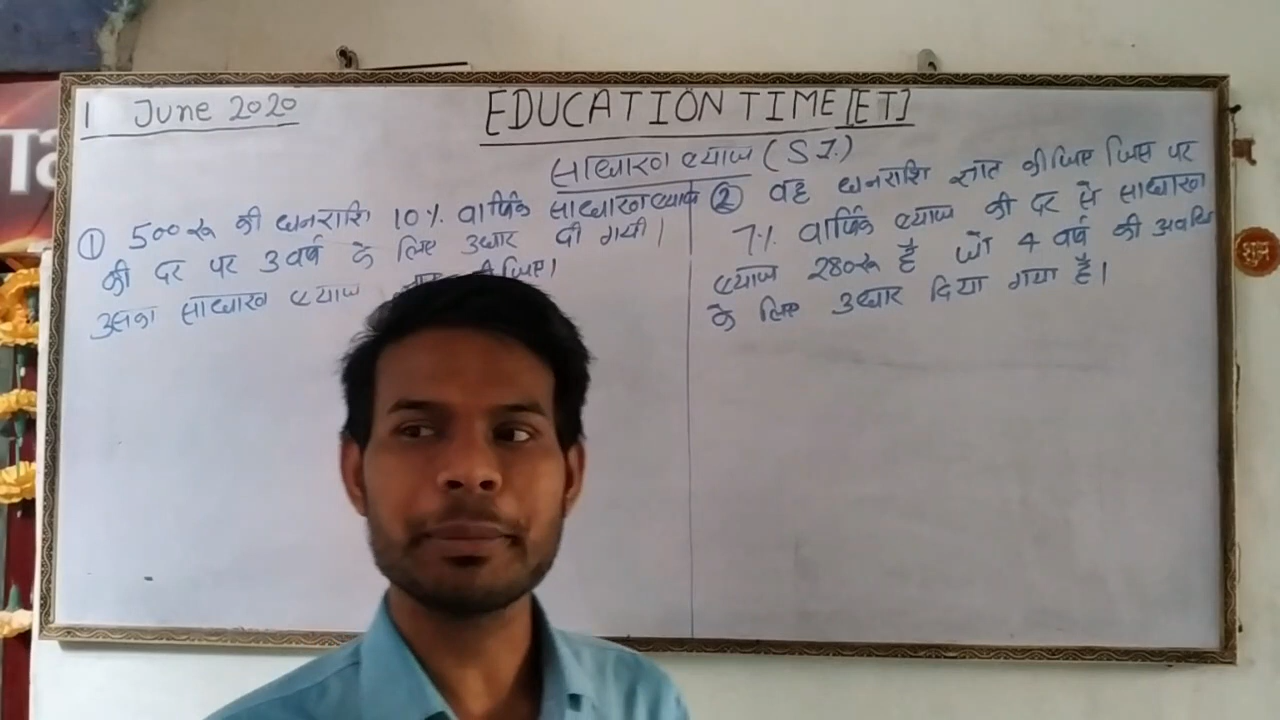 1 June 2020
EDUCATION TIME [ET]
साधारण ब्याज (S.I.)
① 500 रू की धनराशि 10% वार्षिक साधारण ब्याज
की दर पर 3 वर्ष के लिए उधार दी गयी।
उसका साधारण ब्याज कीजिए।
② वह धनराशि ज्ञात कीजिए जिस पर
7% वार्षिक ब्याज की दर से साधारण
ब्याज 280 रू है जो 4 वर्ष की अवधि
के लिए उधार दिया गया है।